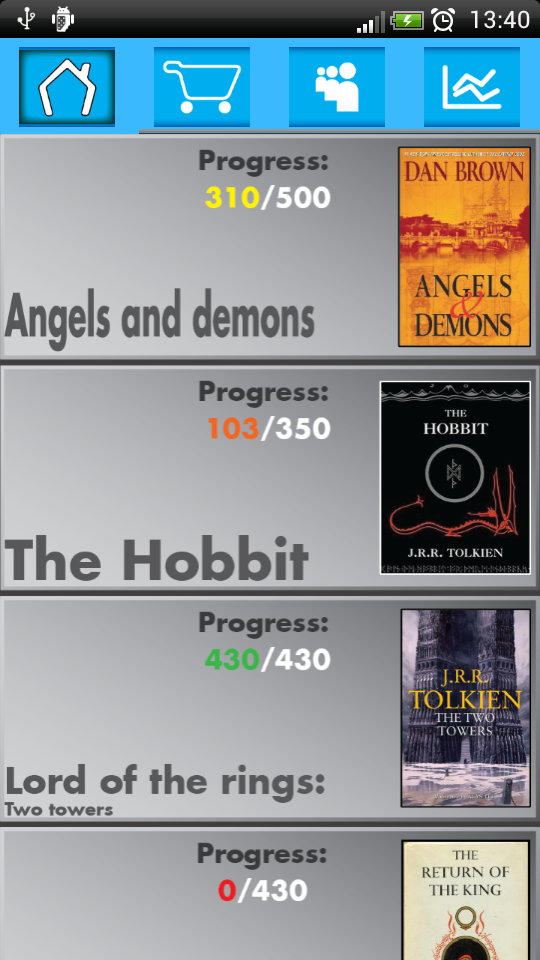 13:40
Progress:
310/500
Angels and demons
DAN BROWN
ANGELS
&
DEMONS
Progress:
103/350
The Hobbit
THE
HOBBIT
J.R.R. TOLKIEN
Progress:
430/430
Lord of the rings:
Two towers
J.R.R.
TOLKIEN
THE TWO
TOWERS
Progress:
0/430
THE
RETURN OF
THE KING